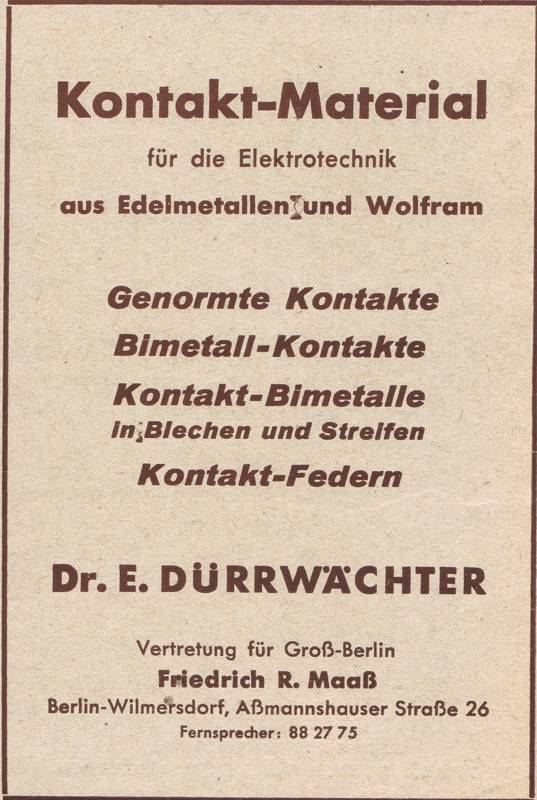 Kontakt-Material
für die Elektrotechnik
aus Edelmetallen und Wolfram
Genormte Kontakte
Bimetall-Kontakte
Kontakt-Bimetalle
in Blechen und Streifen
Kontakt-Federn
Dr. E. DÜRRWÄCHTER
Vertretung für Groß-Berlin
Friedrich R. Maaß
Berlin-Wilmersdorf, Aßmannshauser Straße 26
Fernsprecher: 88 27 75